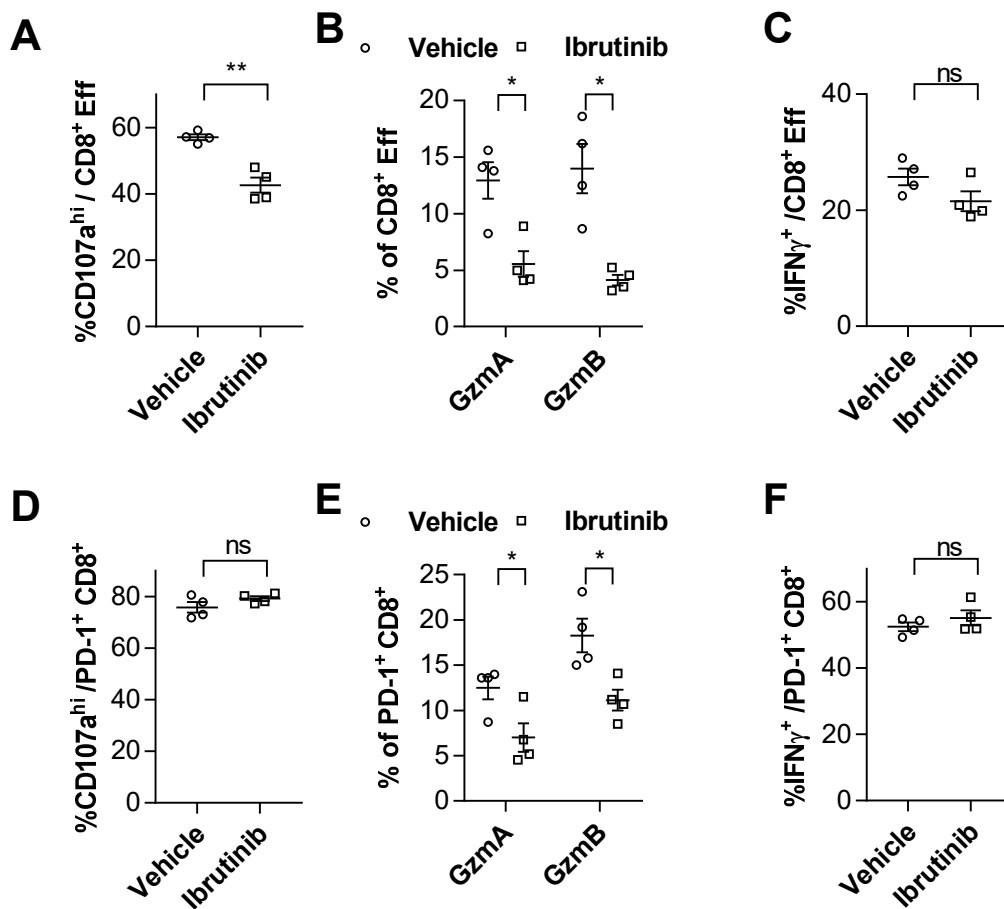 A
**
%CD107a^hi / CD8^+ Eff
60
40
20
0
Vehicle
Ibrutinib
B
Vehicle
Ibrutinib
*
*
% of CD8^+ Eff
20
15
10
5
0
GzmA
GzmB
C
ns
%IFNγ^+ /CD8^+ Eff
40
20
0
Vehicle
Ibrutinib
D
ns
%CD107a^hi /PD-1^+ CD8^+
80
60
40
20
0
Vehicle
Ibrutinib
E
Vehicle
Ibrutinib
*
*
% of PD-1^+ CD8^+
25
20
15
10
5
0
GzmA
GzmB
F
ns
%IFNγ^+ /PD-1^+ CD8^+
60
40
20
0
Vehicle
Ibrutinib